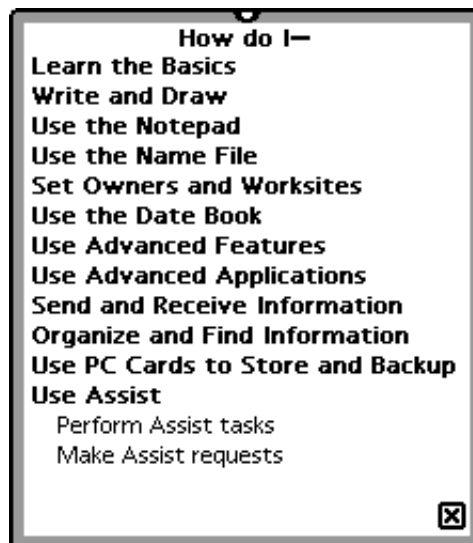 How do I—
Learn the Basics
Write and Draw
Use the Notepad
Use the Name File
Set Owners and Worksites
Use the Date Book
Use Advanced Features
Use Advanced Applications
Send and Receive Information
Organize and Find Information
Use PC Cards to Store and Backup
Use Assist
Perform Assist tasks
Make Assist requests